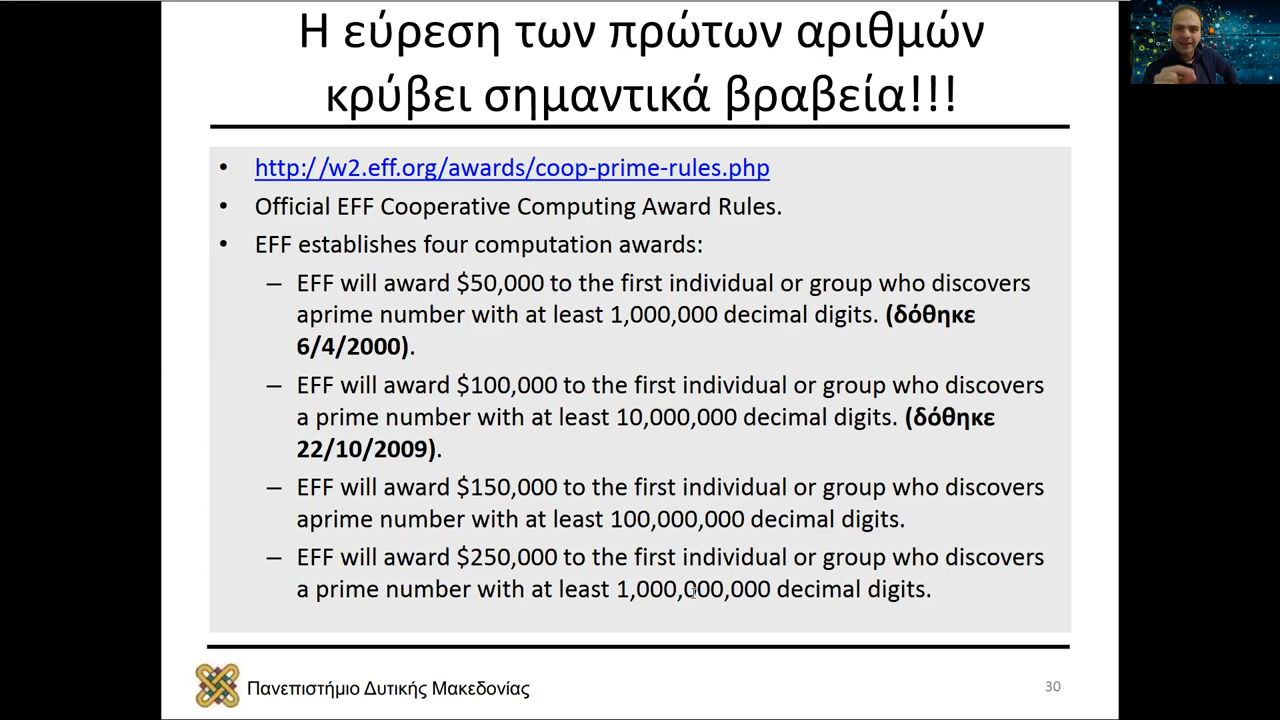 Η εύρεση των πρώτων αριθμών
κρύβει σημαντικά βραβεία!!!
• http://w2.eff.org/awards/coop-prime-rules.php
• Official EFF Cooperative Computing Award Rules.
• EFF establishes four computation awards:
– EFF will award $50,000 to the first individual or group who discovers
aprime number with at least 1,000,000 decimal digits. (δόθηκε
6/4/2000).
– EFF will award $100,000 to the first individual or group who discovers
a prime number with at least 10,000,000 decimal digits. (δόθηκε
22/10/2009).
– EFF will award $150,000 to the first individual or group who discovers
aprime number with at least 100,000,000 decimal digits.
– EFF will award $250,000 to the first individual or group who discovers
a prime number with at least 1,000,000,000 decimal digits.
Πανεπιστήμιο Δυτικής Μακεδονίας
30